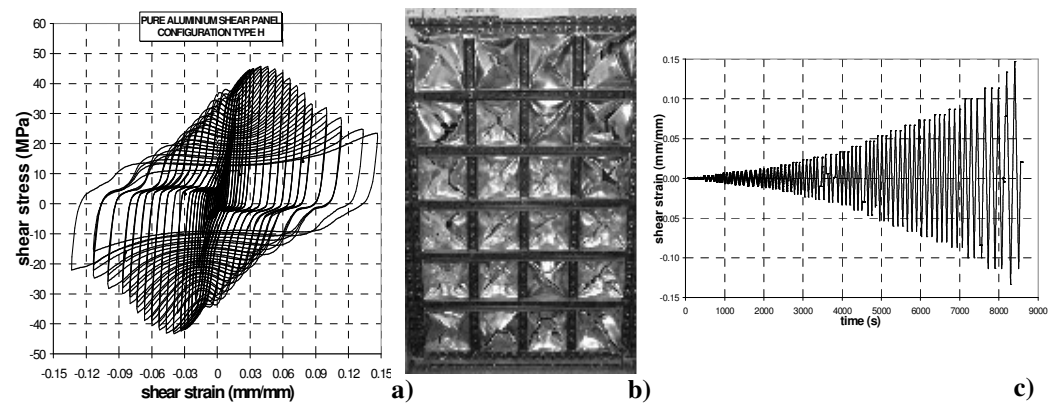 PURE ALUMINIUM SHEAR PANEL
CONFIGURATION TYPE H
60
50
40
30
20
10
0
-10
-20
-30
-40
-50
shear stress (MPa)
-0.15 -0.12 -0.09 -0.06 -0.03 0 0.03 0.06 0.09 0.12 0.15
shear strain (mm/mm)
a)
b)
0.15
0.10
0.05
0.00
-0.05
-0.10
-0.15
shear strain (mm/mm)
0 1000 2000 3000 4000 5000 6000 7000 8000 9000
time (s)
c)